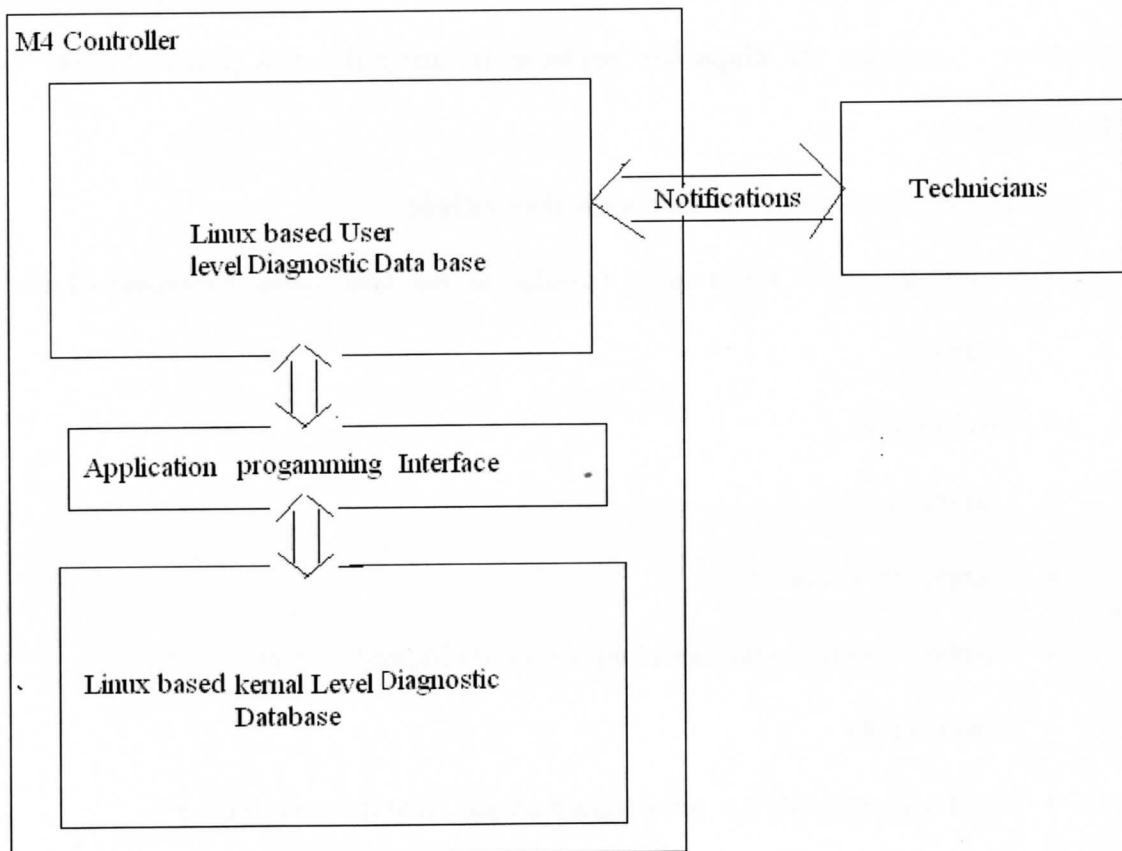 M4 Controller
Linux based User
level Diagnostic Data base
Notifications
Technicians
Application progamming Interface
Linux based kernal Level Diagnostic
Database